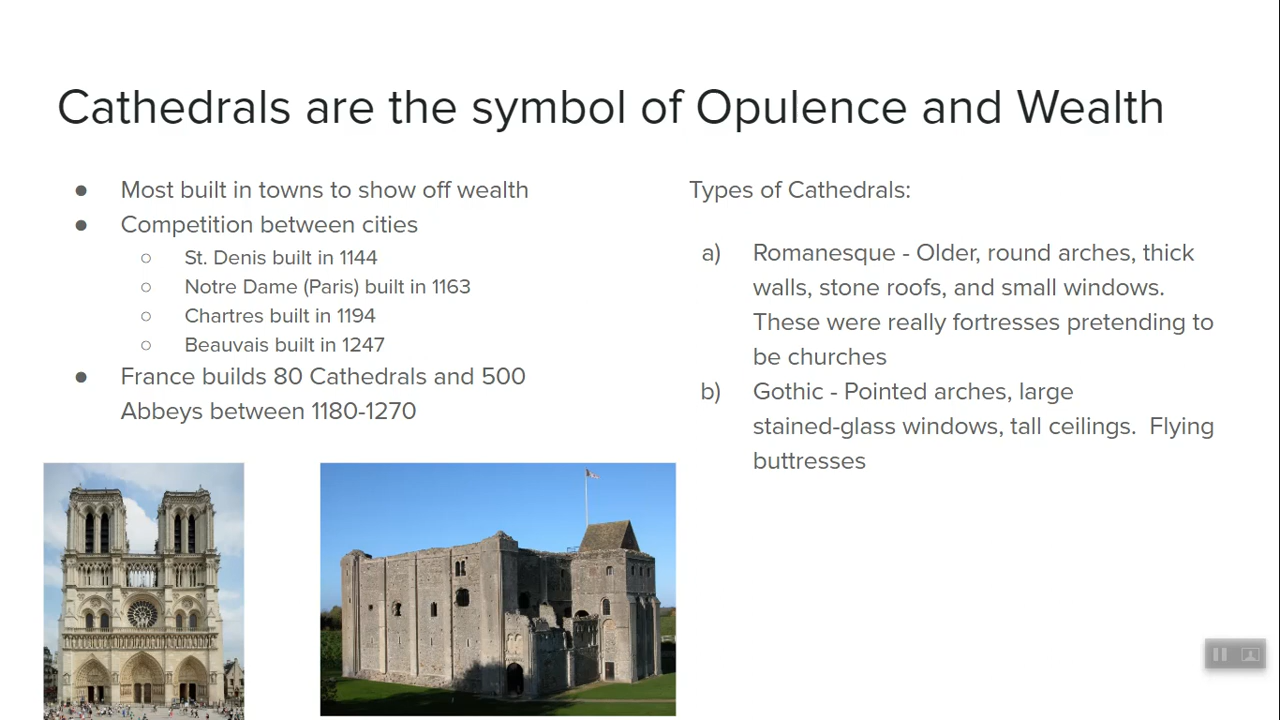 Cathedrals are the symbol of Opulence and Wealth
● Most built in towns to show off wealth
● Competition between cities
○ St. Denis built in 1144
○ Notre Dame (Paris) built in 1163
○ Chartres built in 1194
○ Beauvais built in 1247
● France builds 80 Cathedrals and 500
Abbeys between 1180-1270
Types of Cathedrals:
a) Romanesque - Older, round arches, thick
walls, stone roofs, and small windows.
These were really fortresses pretending to
be churches
b) Gothic - Pointed arches, large
stained-glass windows, tall ceilings.  Flying
buttresses